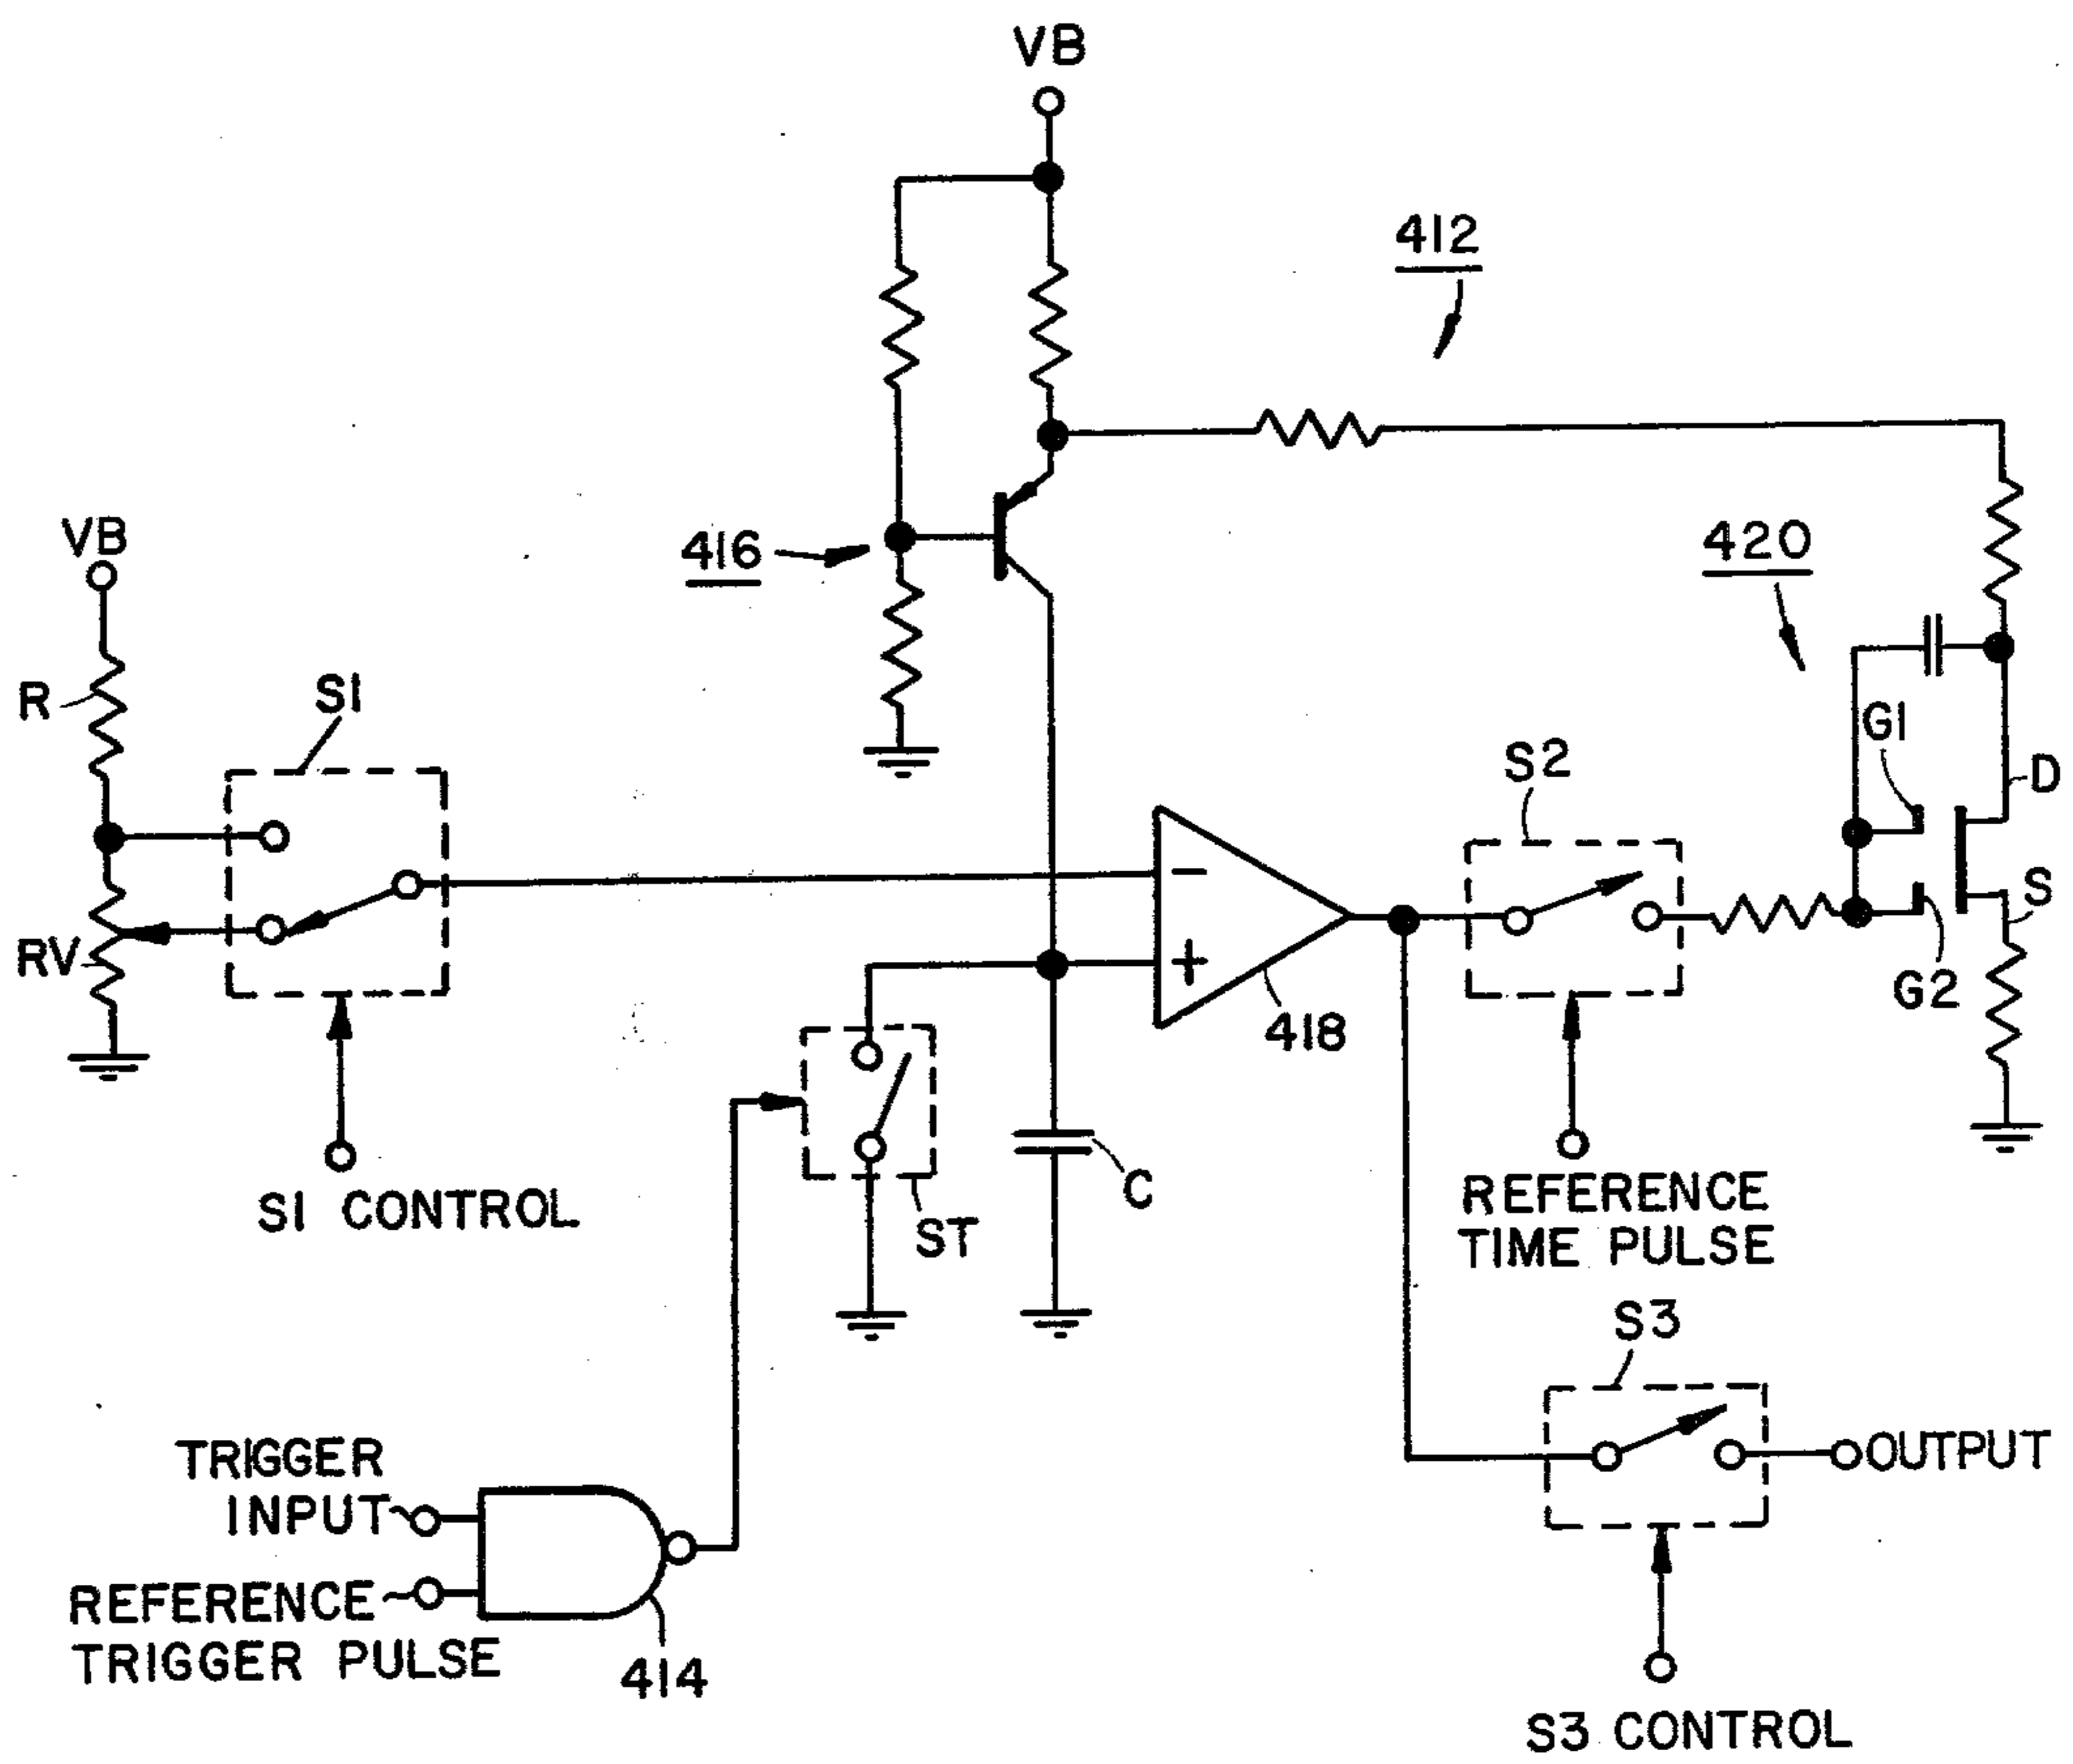 VB
412
VB
416
420
R
S1
G1
S2
D
S
RV
G2
418
C
S1 CONTROL
ST
REFERENCE
TIME PULSE
S3
TRIGGER
INPUT
OUTPUT
REFERENCE
TRIGGER PULSE
414
S3 CONTROL
-
+